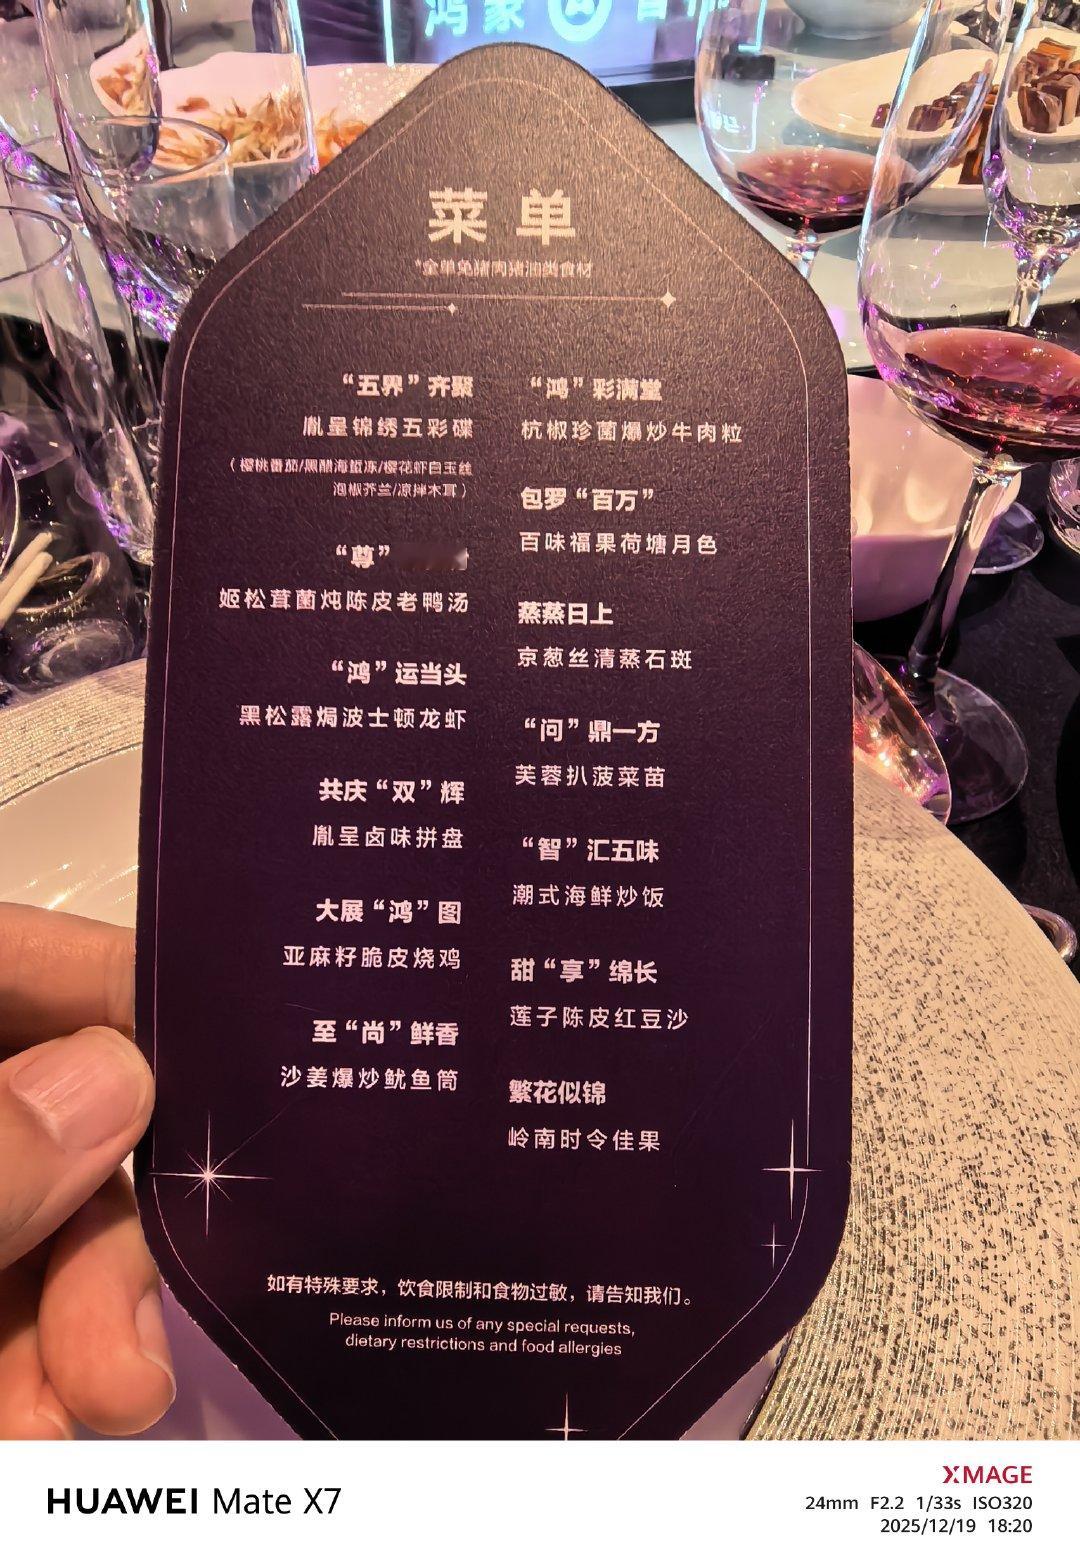 鸿蒙
菜单
*全单免猪肉猪油类食材
“五界”齐聚
胤呈锦绣五彩碟
（樱桃番茄/黑醋海蜇冻/樱花虾白玉丝
泡椒芥兰/凉拌木耳）
“尊”
姬松茸菌炖陈皮老鸭汤
“鸿”运当头
黑松露焗波士顿龙虾
共庆“双”辉
胤呈卤味拼盘
大展“鸿”图
亚麻籽脆皮烧鸡
至“尚”鲜香
沙姜爆炒鱿鱼筒
“鸿”彩满堂
杭椒珍菌爆炒牛肉粒
包罗“百万”
百味福果荷塘月色
蒸蒸日上
京葱丝清蒸石斑
“问”鼎一方
芙蓉扒菠菜苗
“智”汇五味
潮式海鲜炒饭
甜“享”绵长
莲子陈皮红豆沙
繁花似锦
岭南时令佳果
如有特殊要求，饮食限制和食物过敏，请告知我们。
Please inform us of any special requests,
dietary restrictions and food allergies
HUAWEI Mate X7
XMAGE
24mm F2.2 1/33s ISO320
2025/12/19 18:20